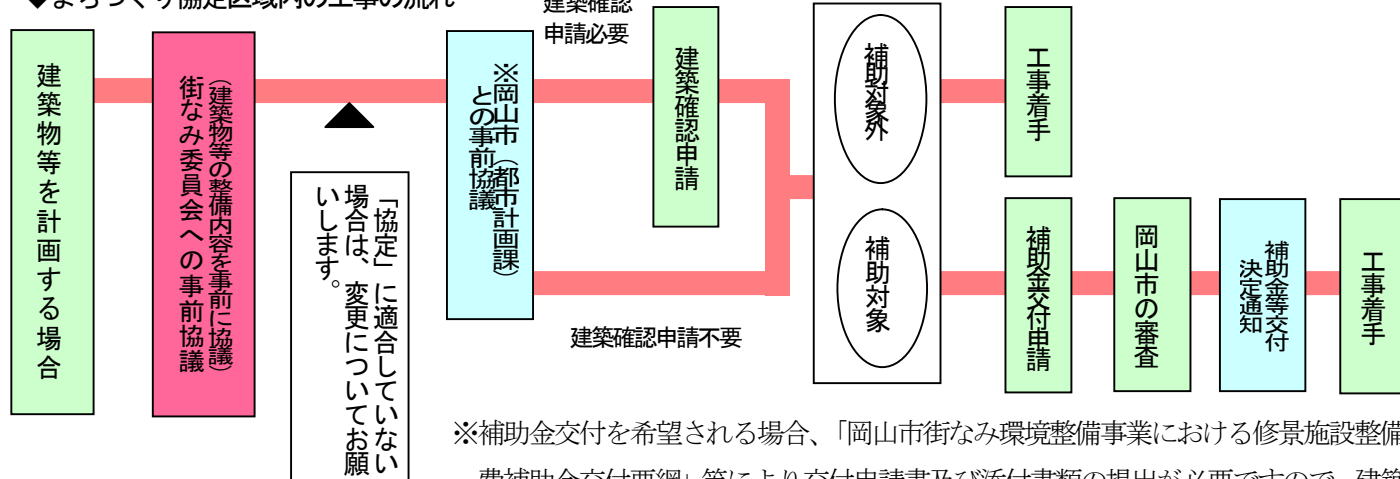 ◆まちづくり協定区域内の工事の流れ
建築確認
申請必要
建築物等を計画する場合
街なみ委員会への事前協議
（建築物等の整備内容を事前に協議）
「協定」に適合していない
場合は、変更についてお願
いします。
※岡山市（都市計画課）
との事前協議
建築確認申請
建築確認申請不要
補助対象外
工事着手
補助対象
補助金交付申請
岡山市の審査
補助金等交付
決定通知
工事着手
※補助金交付を希望される場合、「岡山市街なみ環境整備事業における修景施設整備
費補助金交付要綱」等により交付申請書及び添付書類の提出が必要ですので、建築